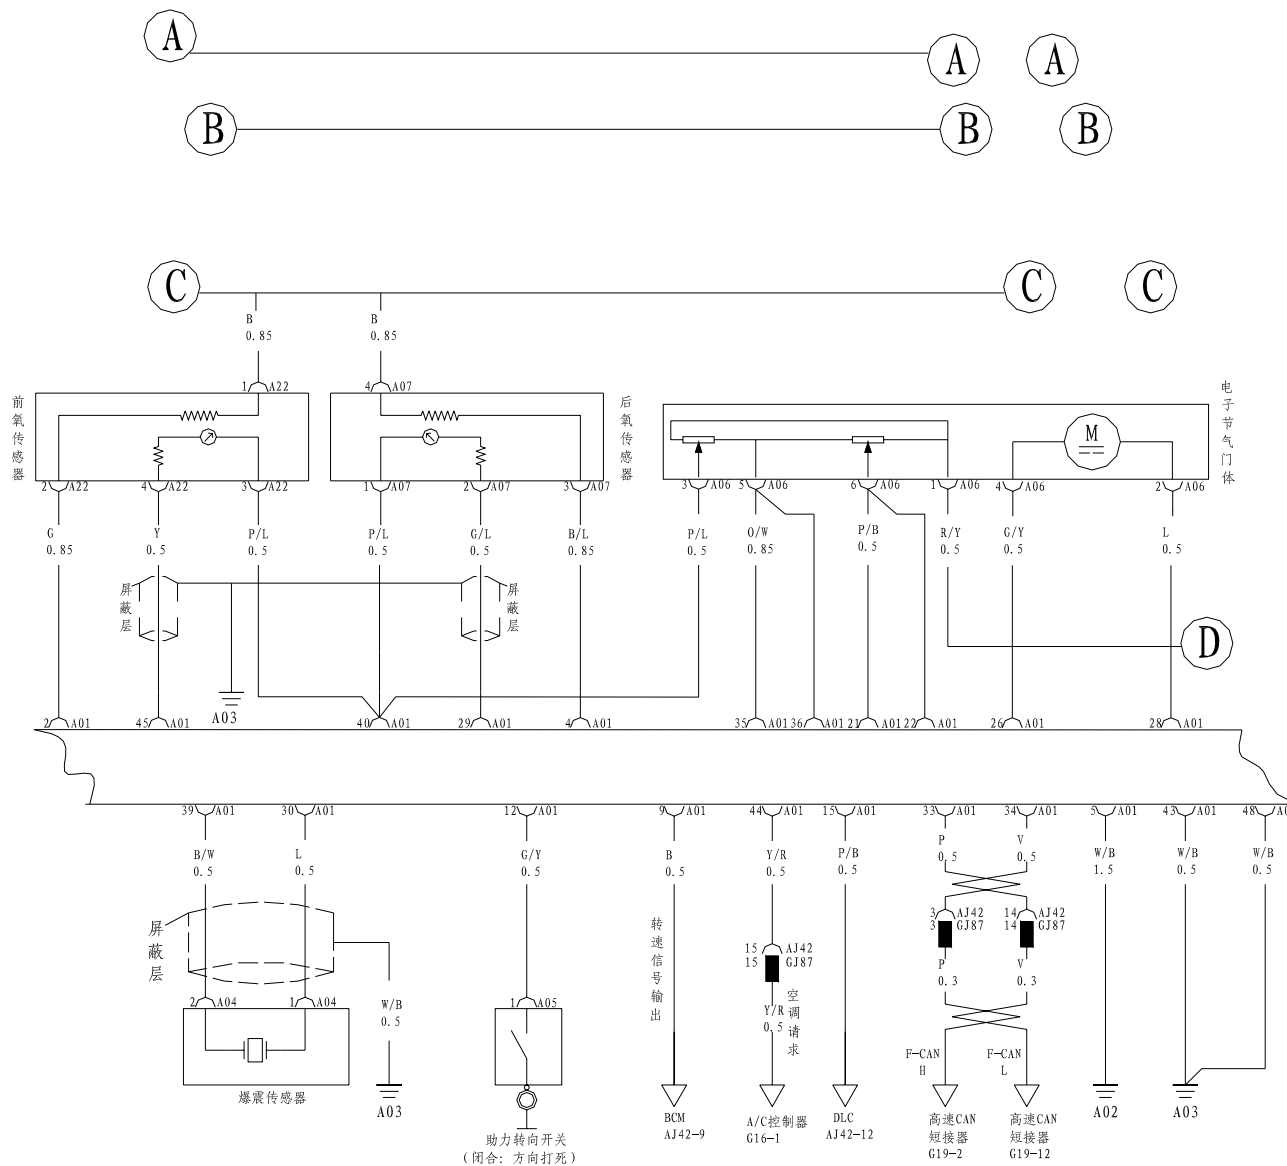 A A A
B B B
C C C
B 0.85
B 0.85
1 A22
4 A07
前氧传感器
后氧传感器
电子节气门体
M
2 A22
4 A22
3 A22
1 A07
2 A07
3 A07
3 A06
5 A06
6 A06
1 A06
4 A06
2 A06
G 0.85
Y 0.5
P/L 0.5
P/L 0.5
G/L 0.5
B/L 0.5
P/L 0.5
O/W 0.85
P/B 0.5
R/Y 0.5
G/Y 0.5
L 0.5
屏蔽层
屏蔽层
D
A03
2 A01
45 A01
40 A01
29 A01
4 A01
35 A01
36 A01
21 A01
22 A01
26 A01
28 A01
39 A01
30 A01
12 A01
9 A01
44 A01
15 A01
33 A01
34 A01
5 A01
43 A01
48
B/W 0.5
L 0.5
G/Y 0.5
B 0.5
Y/R 0.5
P/B 0.5
P 0.5
V 0.5
W/B 1.5
W/B 0.5
W/B 0.5
屏蔽层
转速信号输出
15 AJ42
15 GJ87
3 AJ42
3 GJ87
14 AJ42
14 GJ87
P 0.3
V 0.3
2 A04
1 A04
W/B 0.5
1 A05
Y/R 0.5
空调请求
F-CAN H
F-CAN L
爆震传感器
A03
助力转向开关
(闭合: 方向打死)
BCM
AJ42-9
A/C控制器
G16-1
DLC
AJ42-12
高速CAN
短接器
G19-2
高速CAN
短接器
G19-12
A02
A03